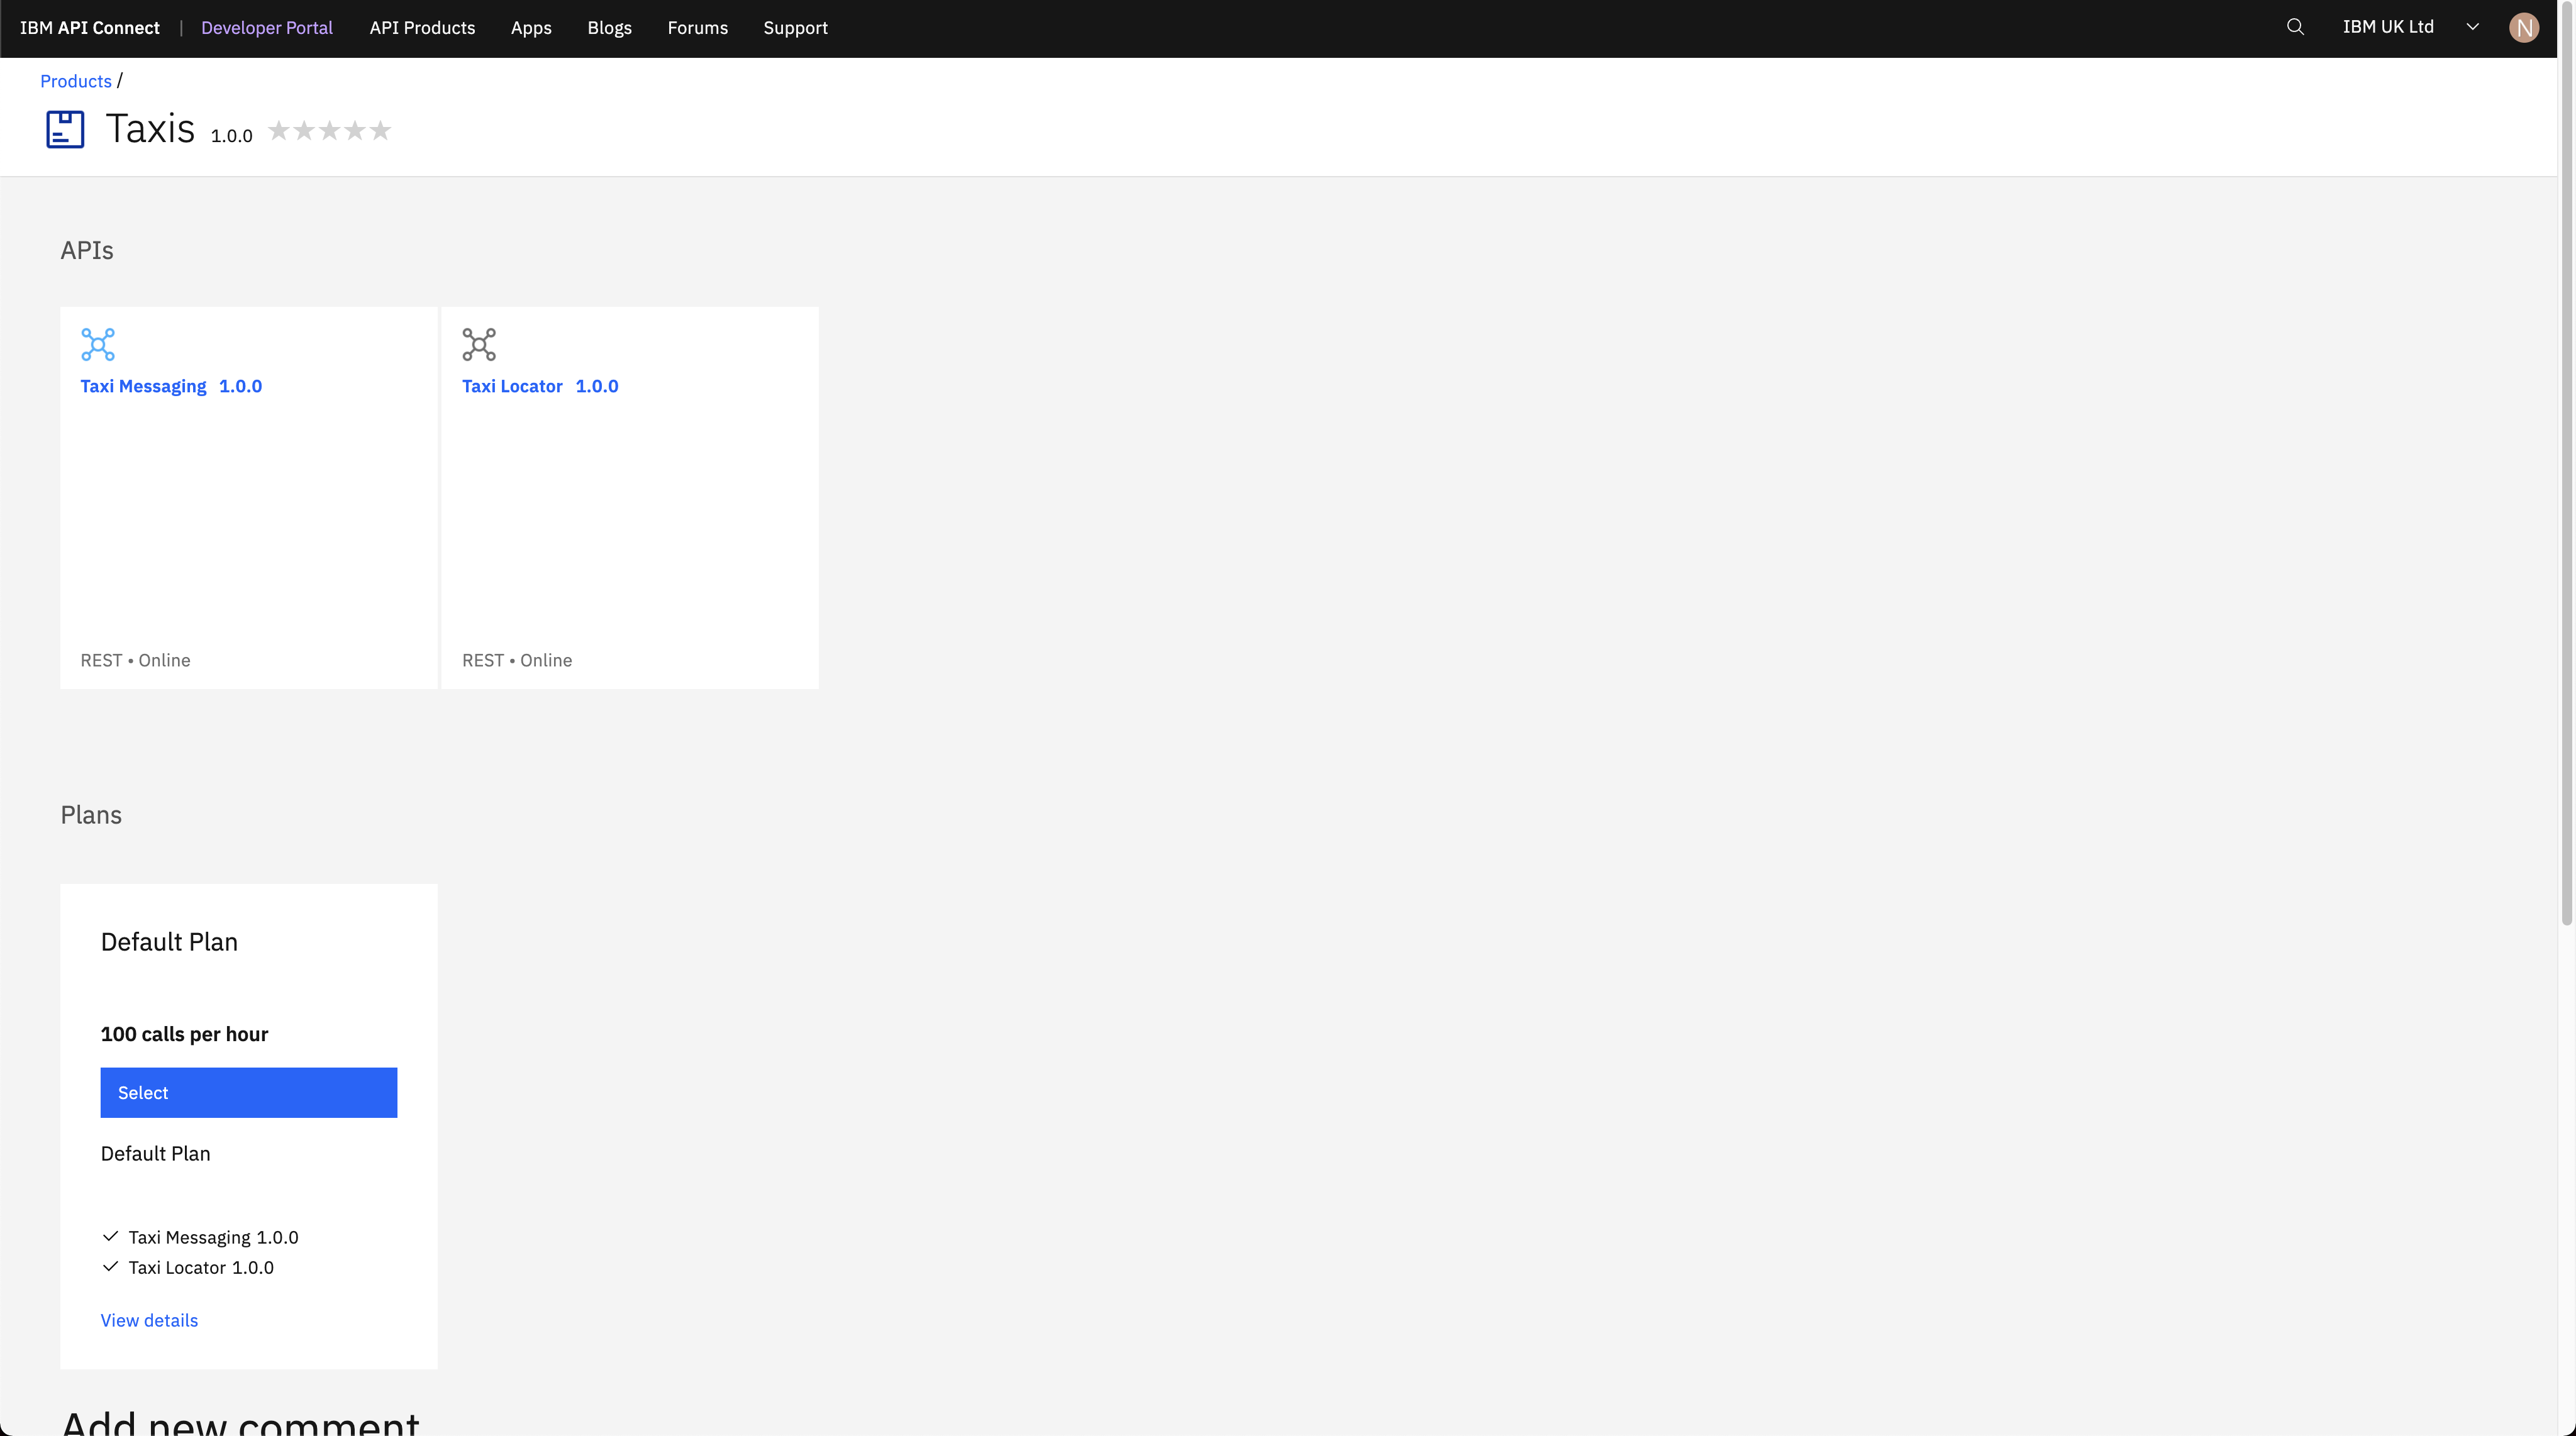 IBM API Connect | Developer Portal API Products Apps Blogs Forums Support IBM UK Ltd N
Products /
Taxis 1.0.0
APIs
Taxi Messaging 1.0.0
REST • Online
Taxi Locator 1.0.0
REST • Online
Plans
Default Plan
100 calls per hour
Select
Default Plan
Taxi Messaging 1.0.0
Taxi Locator 1.0.0
View details
Add new comment